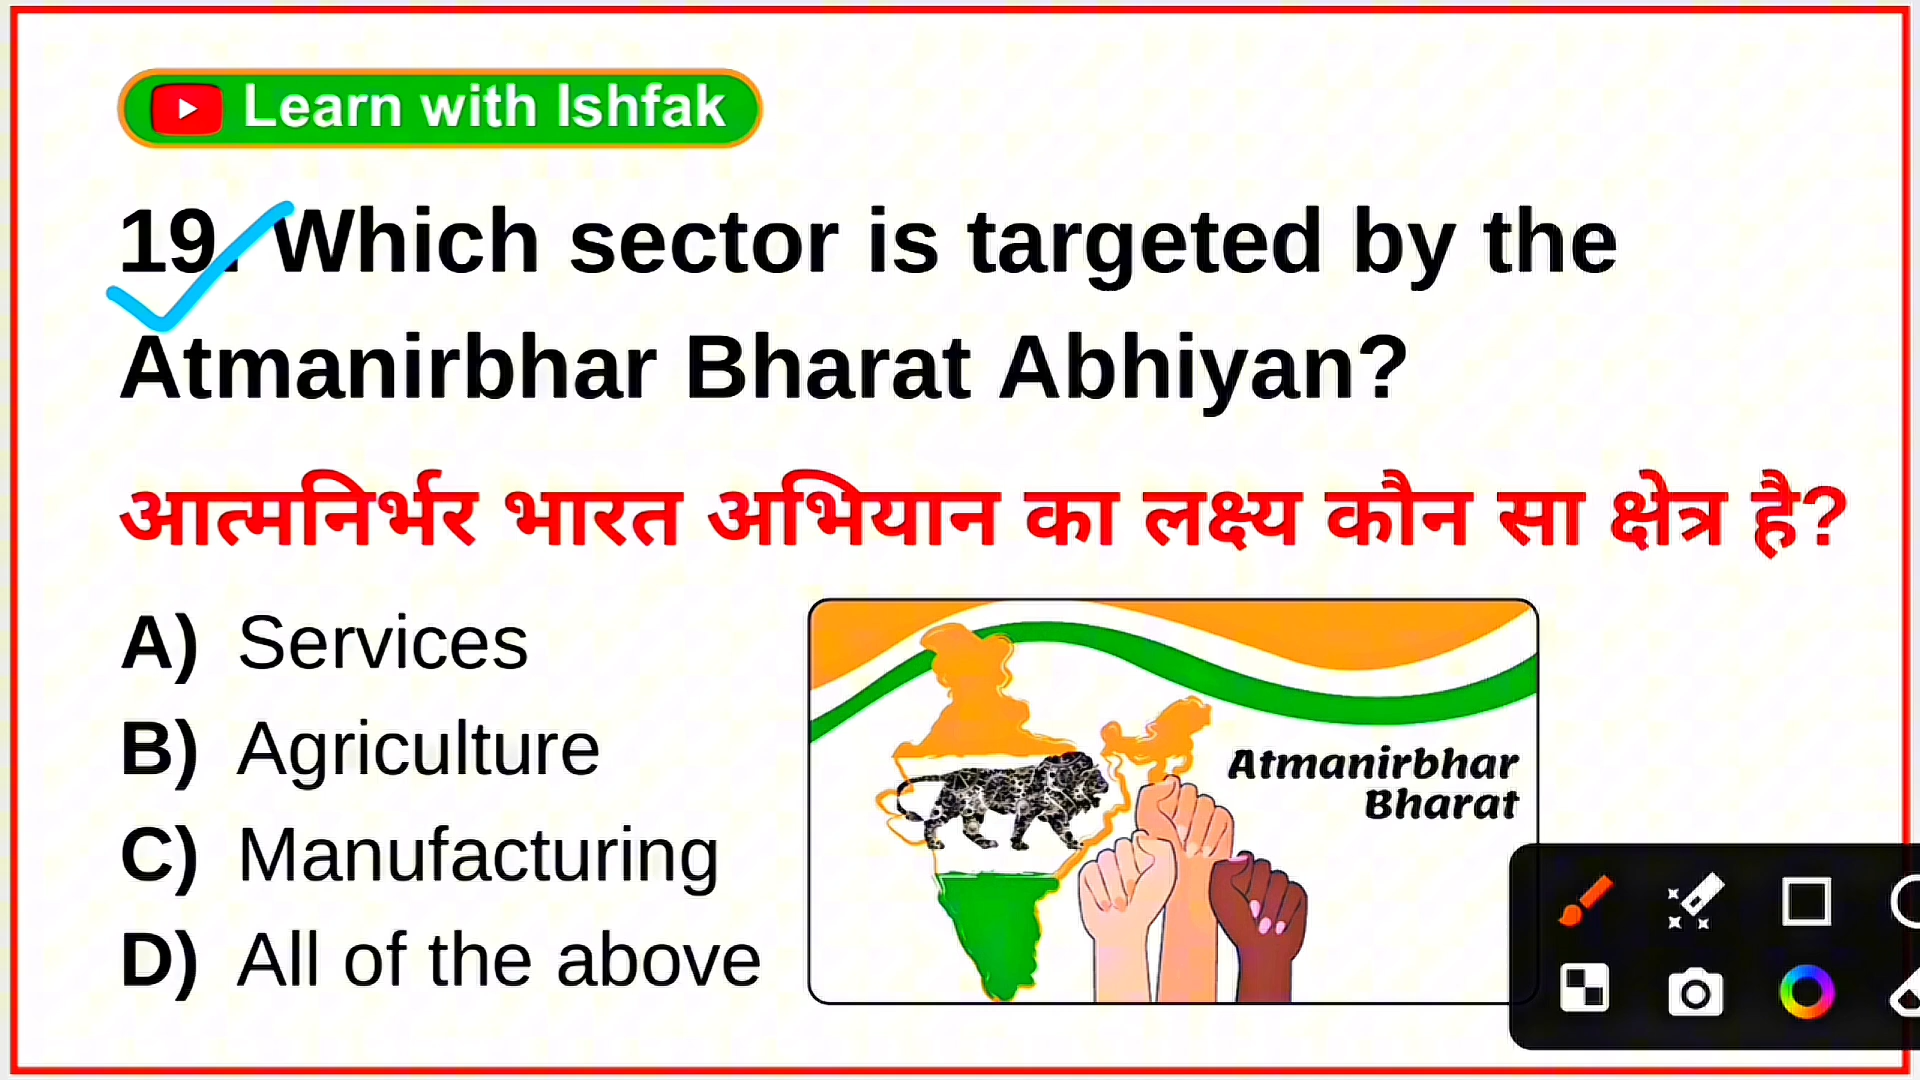 Learn with Ishfak
19. Which sector is targeted by the
Atmanirbhar Bharat Abhiyan?
आत्मनिर्भर भारत अभियान का लक्ष्य कौन सा क्षेत्र है?
A) Services
B) Agriculture
C) Manufacturing
D) All of the above
Atmanirbhar
Bharat